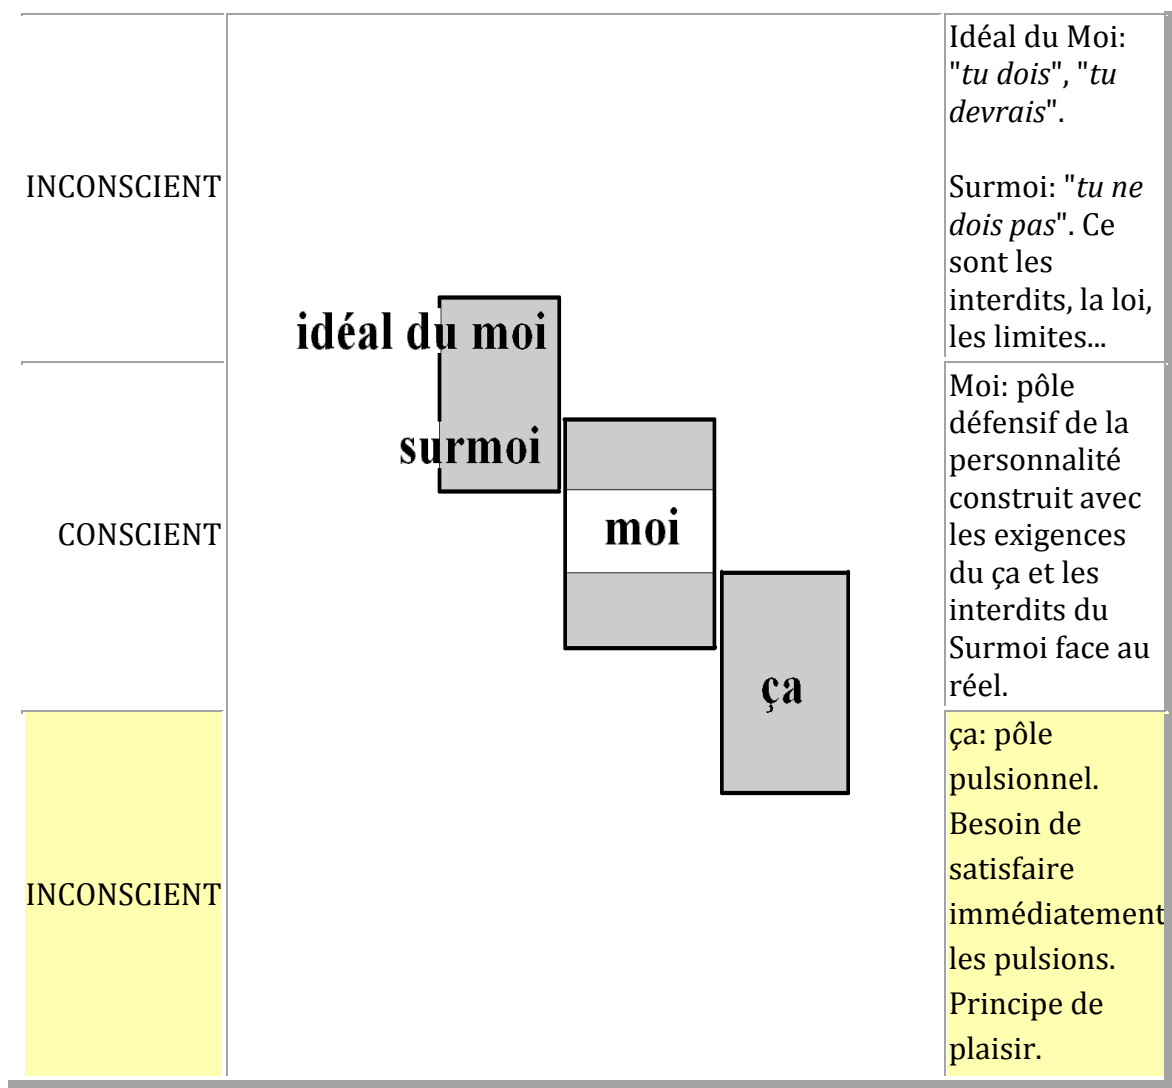 INCONSCIENT
idéal du moi
surmoi
Idéal du Moi:
"tu dois", "tu
devrais".
Surmoi: "tu ne
dois pas". Ce
sont les
interdits, la loi,
les limites...
CONSCIENT
moi
Moi: pôle
défensif de la
personnalité
construit avec
les exigences
du ça et les
interdits du
Surmoi face au
réel.
INCONSCIENT
ça
ça: pôle
pulsionnel.
Besoin de
satisfaire
immédiatement
les pulsions.
Principe de
plaisir.